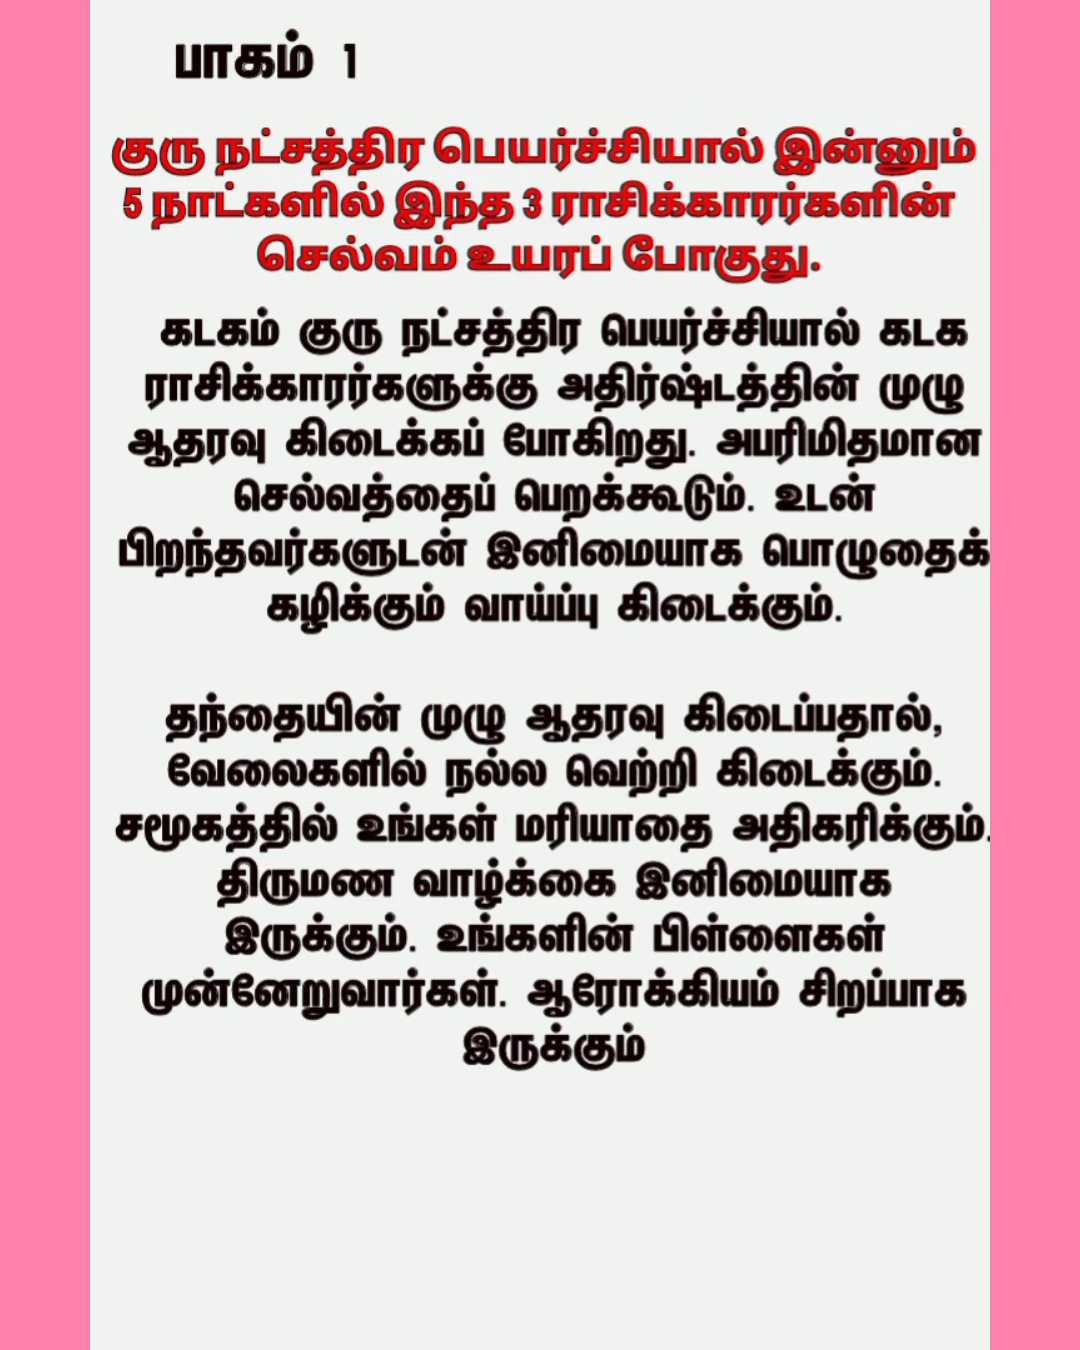 பாகம் 1
குரு நட்சத்திர பெயர்ச்சியால் இன்னும்
5 நாட்களில் இந்த 3 ராசிக்காரர்களின்
செல்வம் உயரப் போகுது.
கடகம் குரு நட்சத்திர பெயர்ச்சியால் கடக
ராசிக்காரர்களுக்கு அதிர்ஷ்டத்தின் முழு
ஆதரவு கிடைக்கப் போகிறது. அபரிமிதமான
செல்வத்தைப் பெறக்கூடும். உடன்
பிறந்தவர்களுடன் இனிமையாக பொழுதைக்
கழிக்கும் வாய்ப்பு கிடைக்கும்.
தந்தையின் முழு ஆதரவு கிடைப்பதால்,
வேலைகளில் நல்ல வெற்றி கிடைக்கும்.
சமூகத்தில் உங்கள் மரியாதை அதிகரிக்கும்.
திருமண வாழ்க்கை இனிமையாக
இருக்கும். உங்களின் பிள்ளைகள்
முன்னேறுவார்கள். ஆரோக்கியம் சிறப்பாக
இருக்கும்